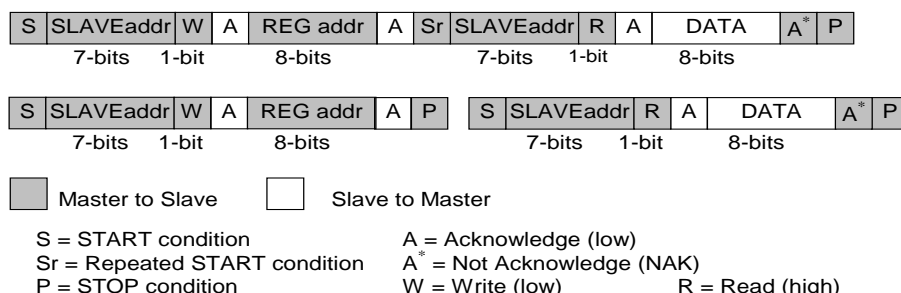 S SLAVEaddr W A REG addr A Sr SLAVEaddr R A DATA A* P
7-bits 1-bit 8-bits 7-bits 1-bit 8-bits
S SLAVEaddr W A REG addr A P S SLAVEaddr R A DATA A* P
7-bits 1-bit 8-bits 7-bits 1-bit 8-bits
Master to Slave Slave to Master
S = START condition A = Acknowledge (low)
Sr = Repeated START condition A* = Not Acknowledge (NAK)
P = STOP condition W = Write (low) R = Read (high)